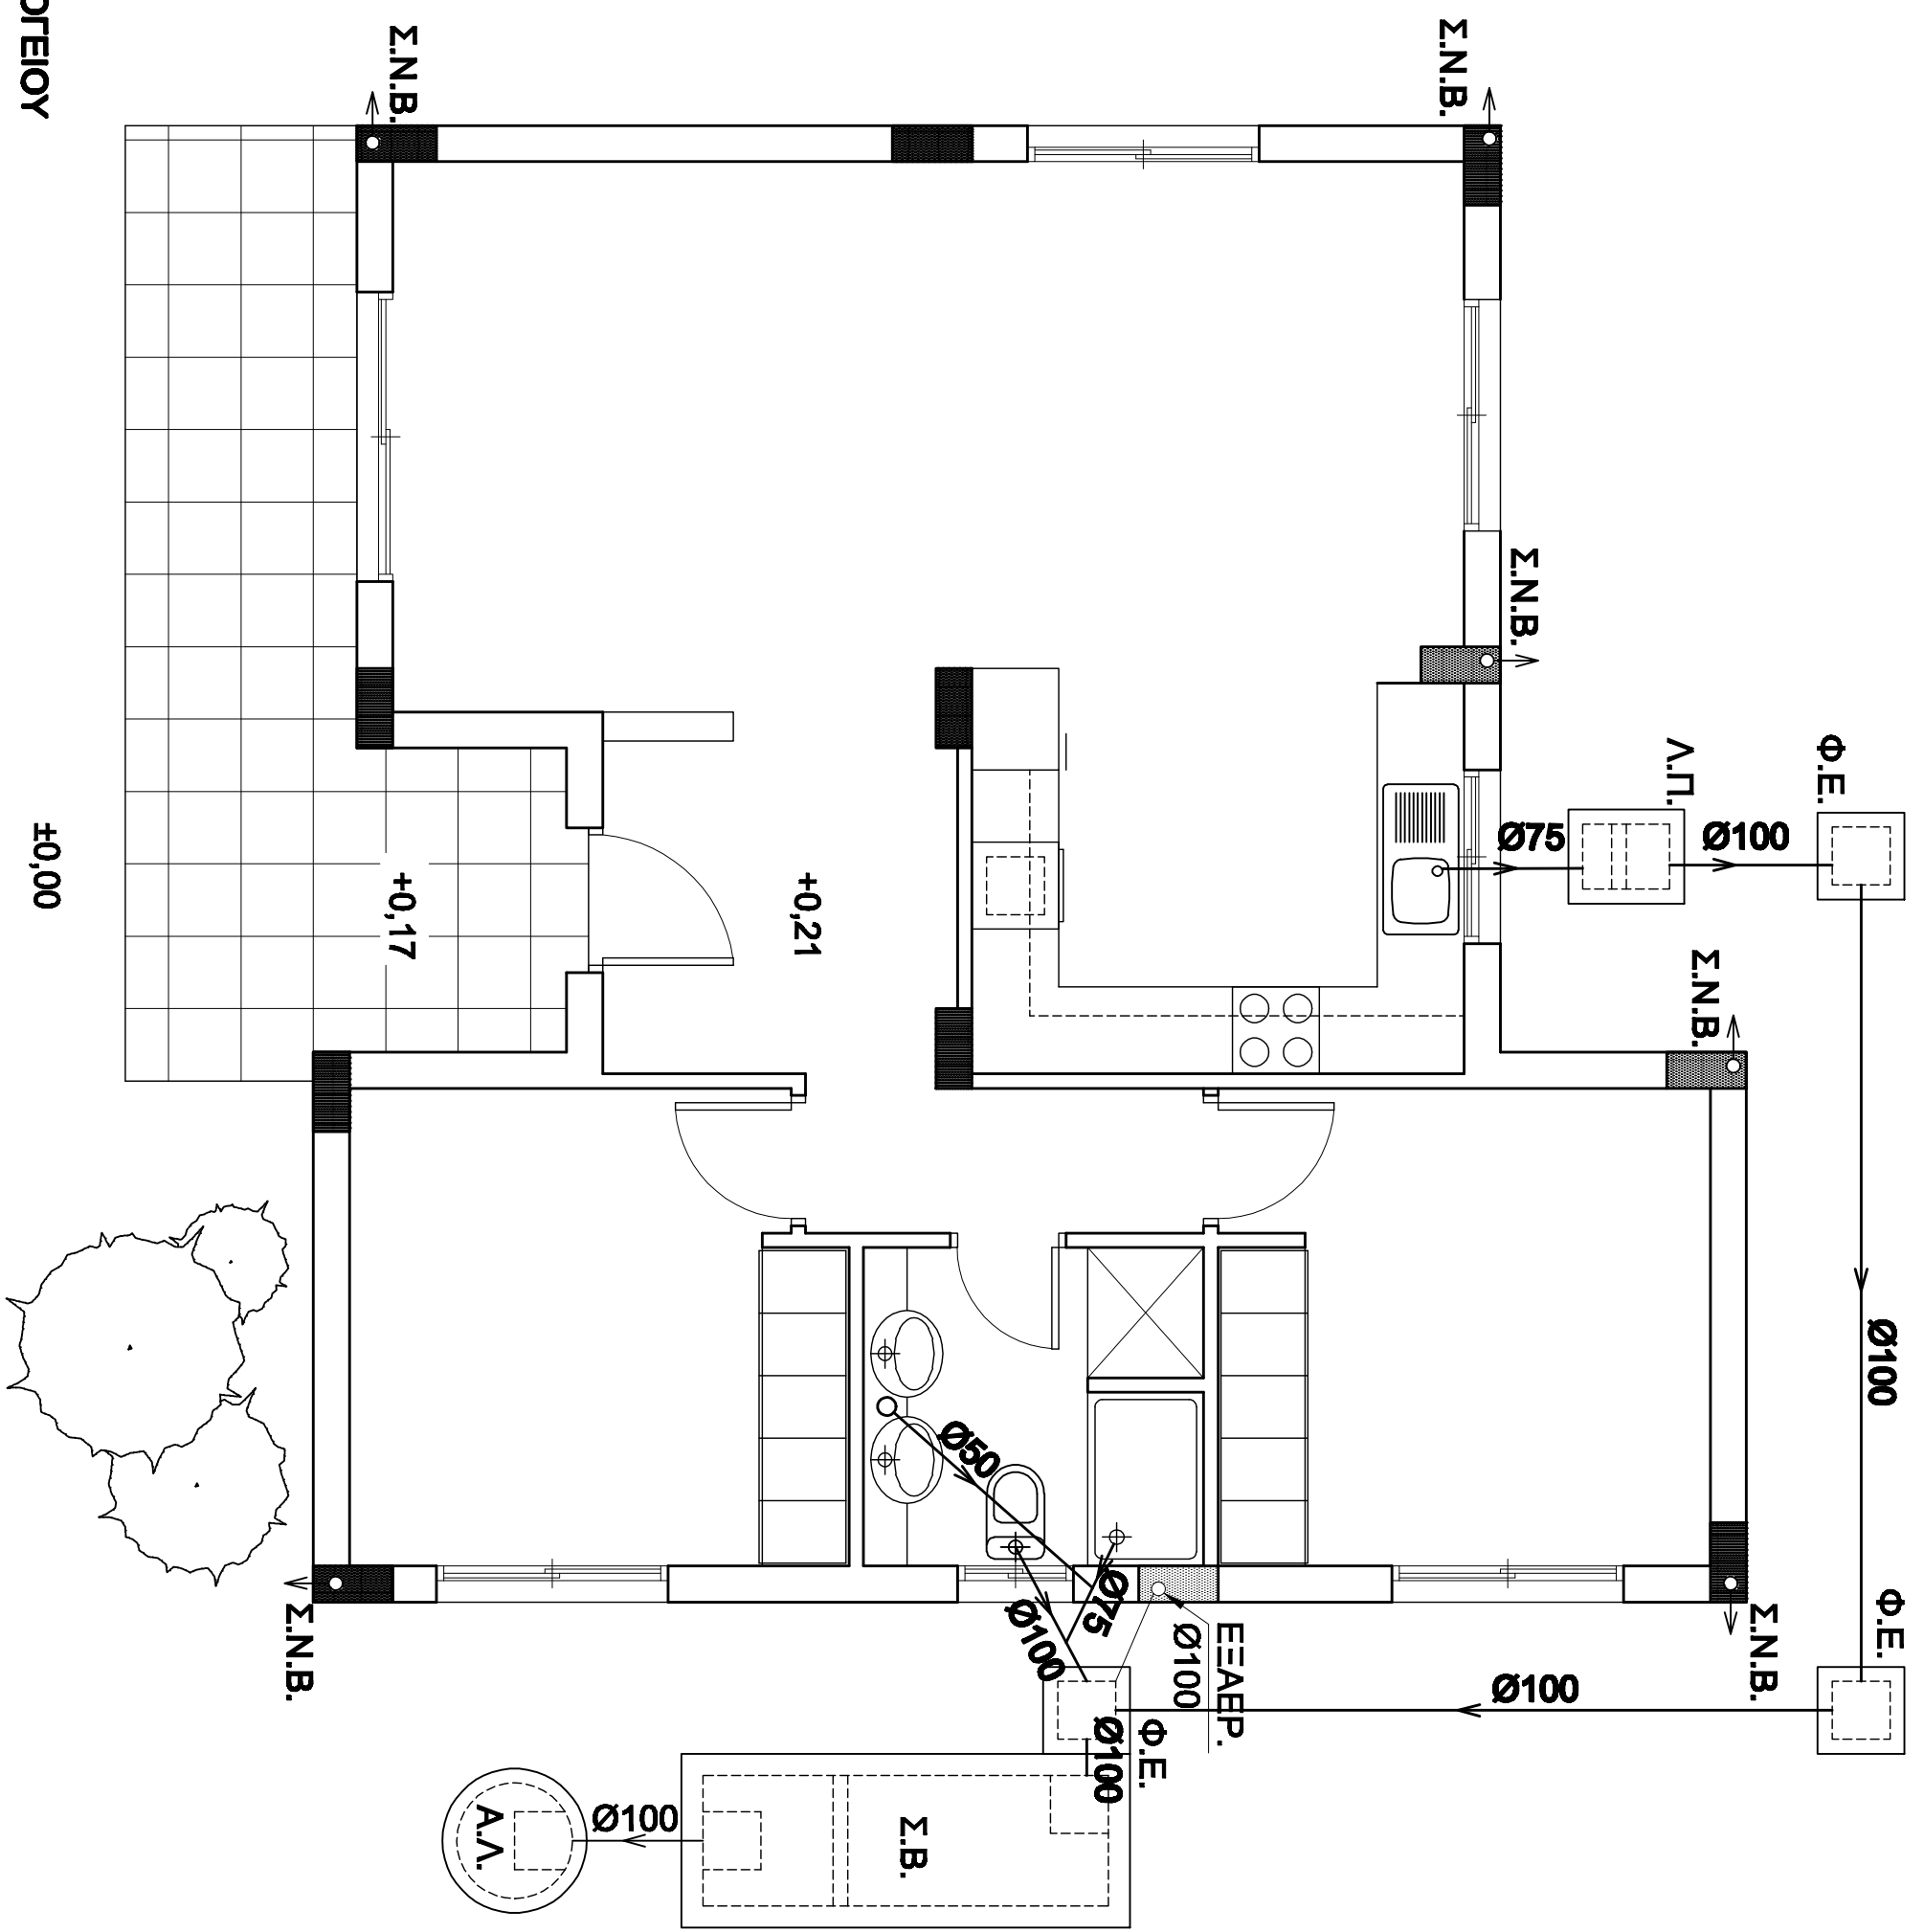 Φ.Ε.
Ø100
Φ.Ε.
Λ.Π.
Ø100
Σ.Ν.Β.
Σ.Ν.Β.
Ø75
Σ.Ν.Β.
Σ.Ν.Β.
Ø100
ΕΞΑΕΡ.
Ø100
Φ.Ε.
Ø75
Ø100
Ø100
Ø50
Σ.Β.
+0,21
Ø100
Α.Λ.
Σ.Ν.Β.
+0,17
Σ.Ν.Β.
±0,00
ΟΓΕΙΟΥ